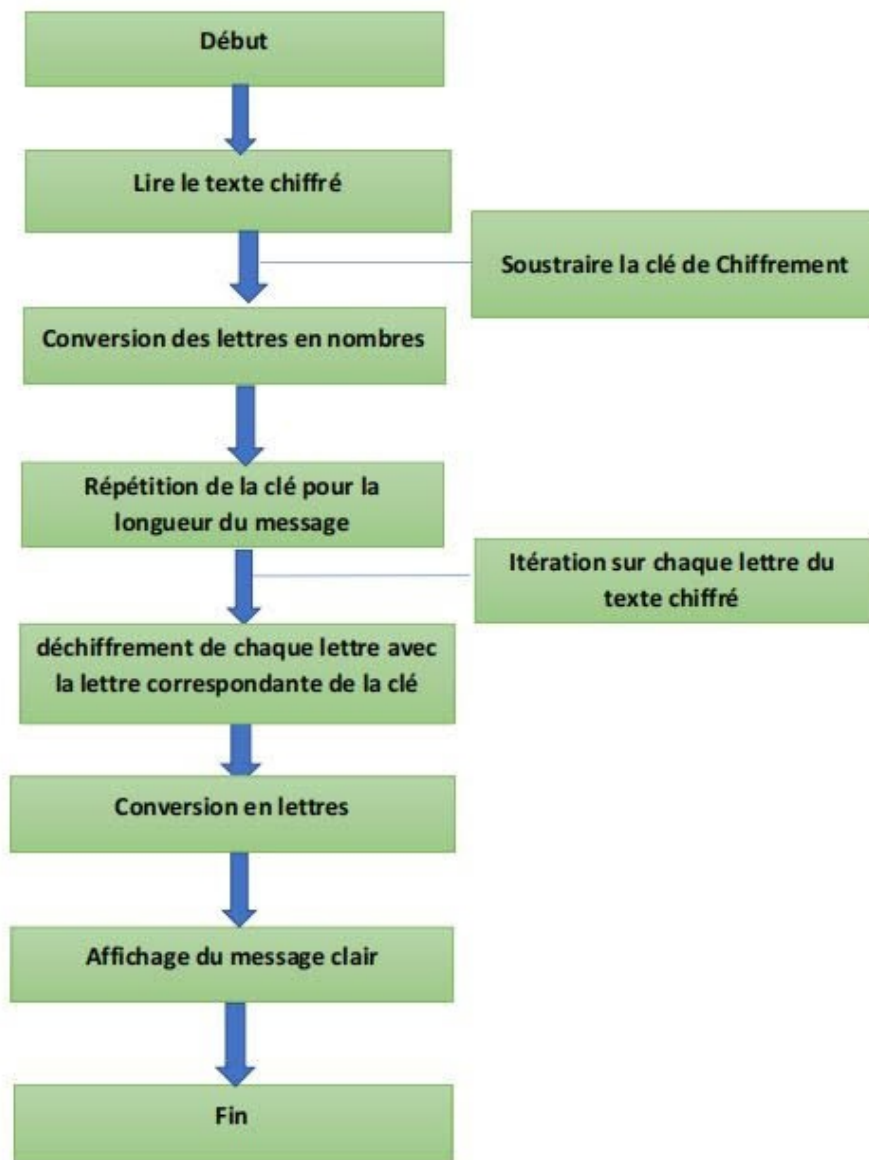 Début
Lire le texte chiffré
Soustraire la clé de Chiffrement
Conversion des lettres en nombres
Répétition de la clé pour la
longueur du message
Itération sur chaque lettre du
texte chiffré
déchiffrement de chaque lettre avec
la lettre correspondante de la clé
Conversion en lettres
Affichage du message clair
Fin